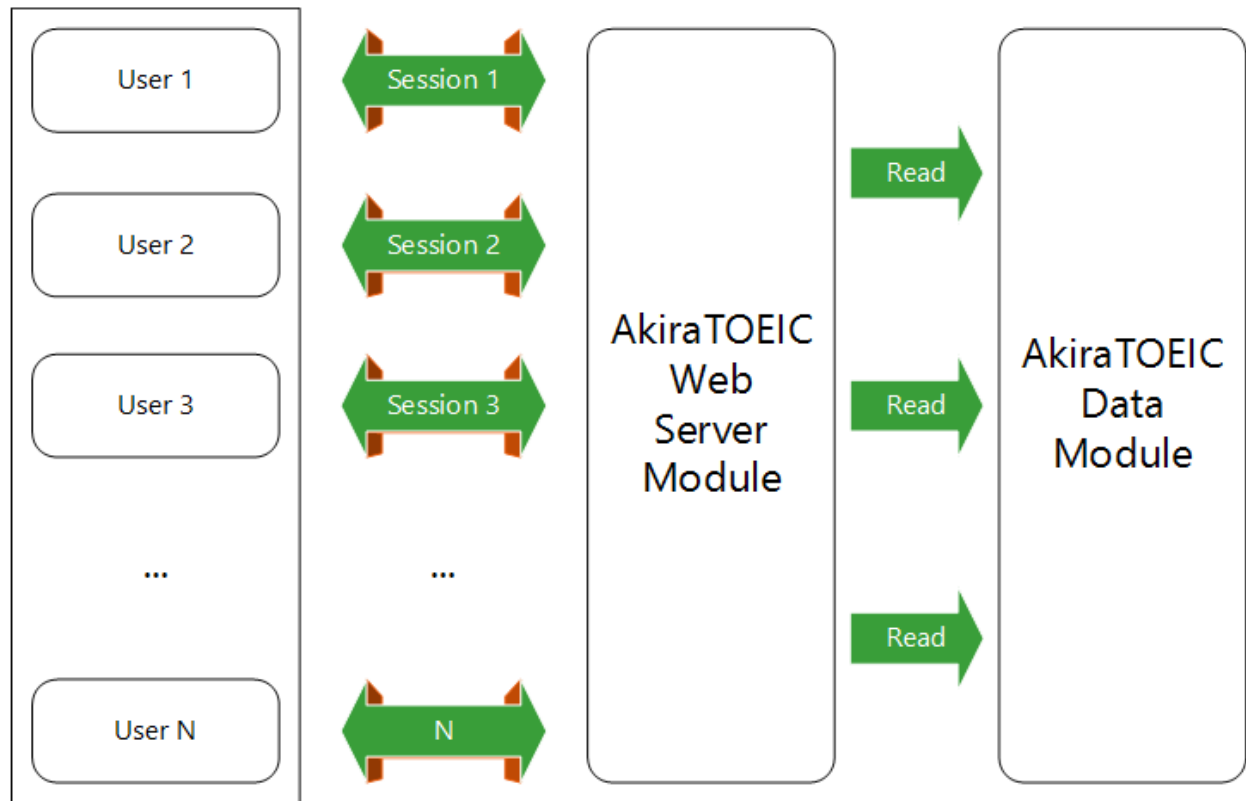 User 1
Session 1
Read
User 2
Session 2
AkiraTOEIC
Web
Server
Module
AkiraTOEIC
Data
Module
User 3
Session 3
Read
...
...
Read
User N
N